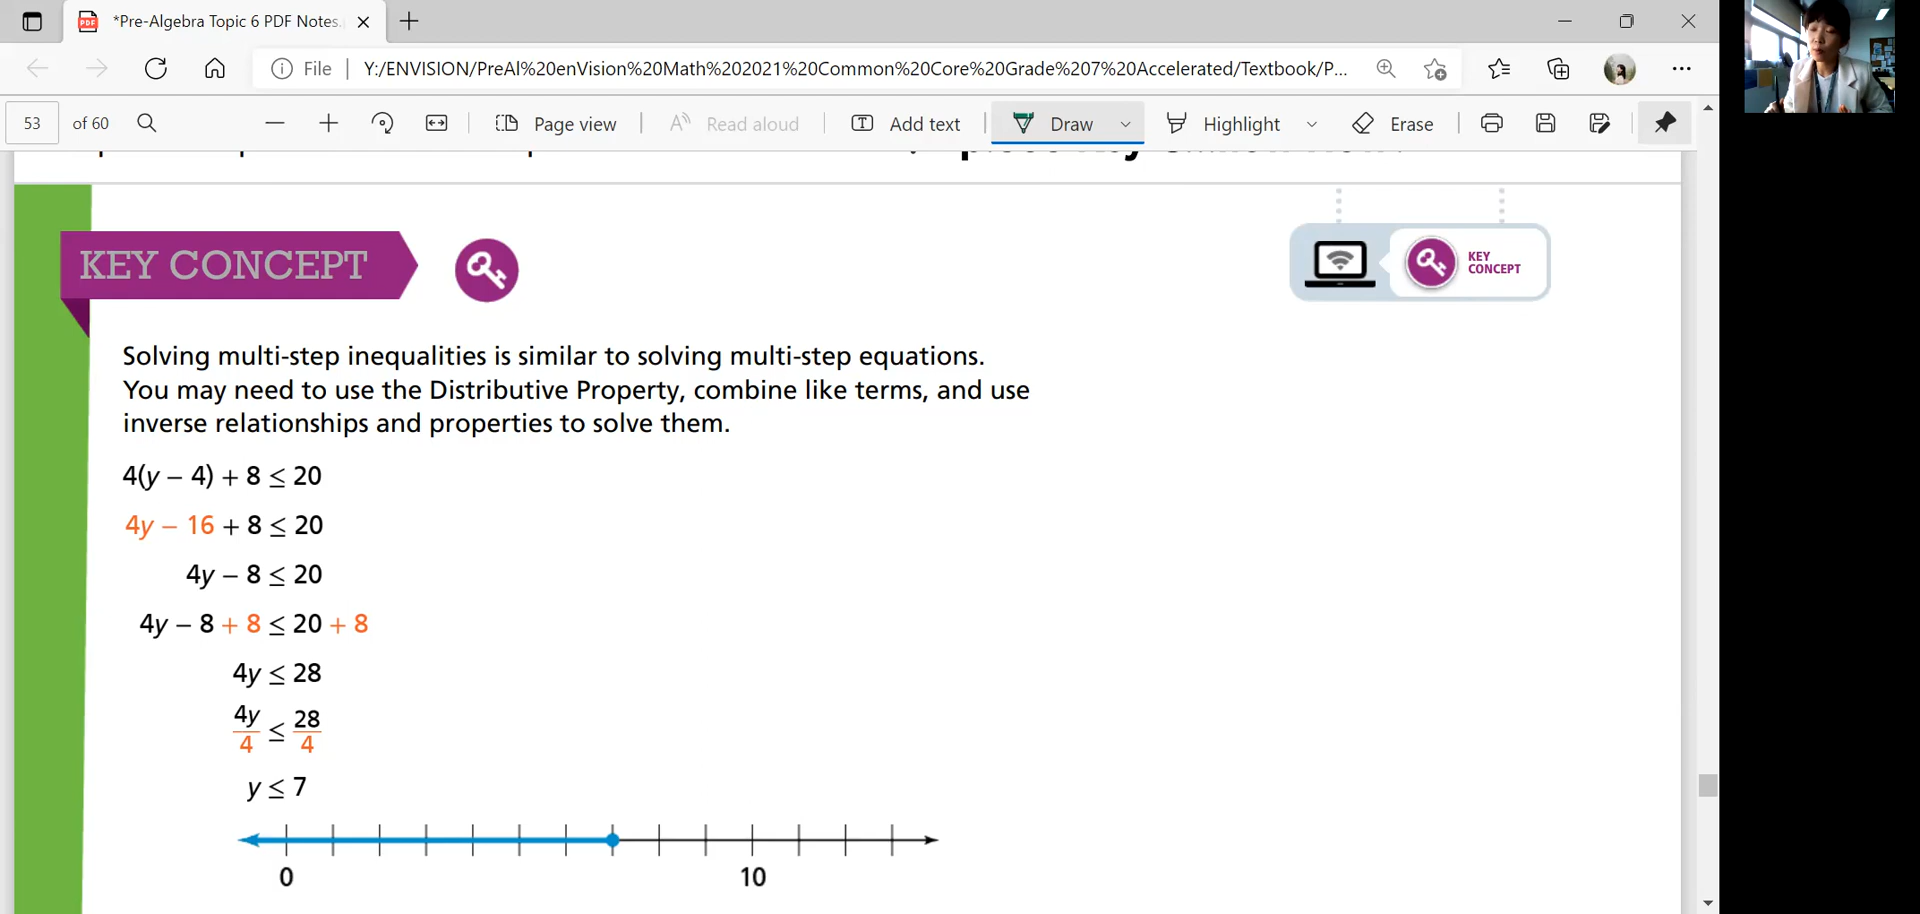 *Pre-Algebra Topic 6 PDF Notes.
File
Y:/ENVISION/PreAl%20enVision%20Math%202021%20Common%20Core%20Grade%207%20Accelerated/Textbook/P...
53 of 60
Page view
Read aloud
Add text
Draw
Highlight
Erase
KEY CONCEPT
KEY
CONCEPT
Solving multi-step inequalities is similar to solving multi-step equations.
You may need to use the Distributive Property, combine like terms, and use
inverse relationships and properties to solve them.
4(y − 4) + 8 ≤ 20
4y − 16 + 8 ≤ 20
4y − 8 ≤ 20
4y − 8 + 8 ≤ 20 + 8
4y ≤ 28
4y/4 ≤ 28/4
y ≤ 7
0 10